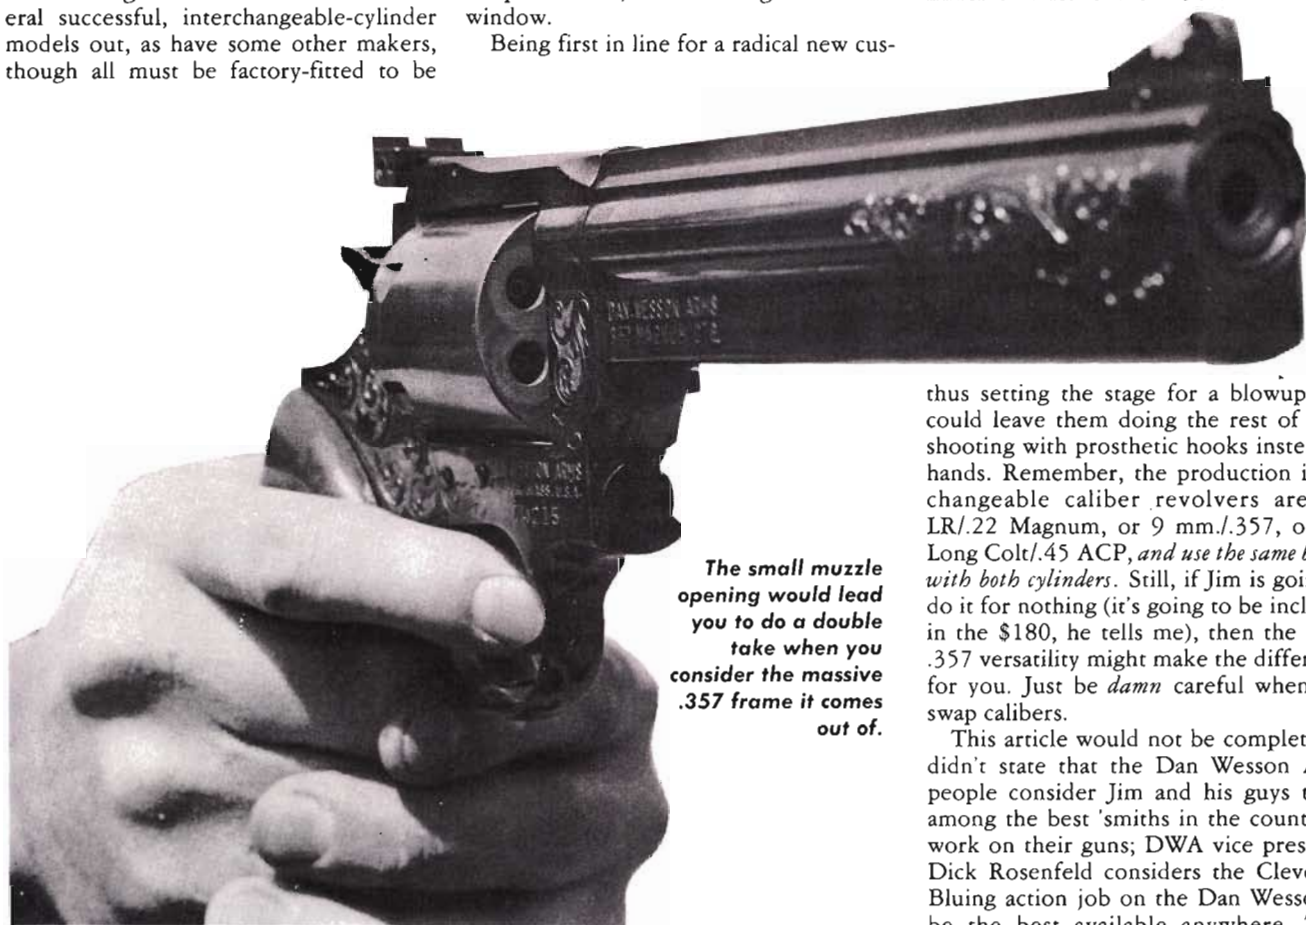 eral successful, interchangeable-cylinder
models out, as have some other makers,
though all must be factory-fitted to be
window.
Being first in line for a radical new cus-
DAN WESSON ARMS
.357 MAGNUM CTG.
The small muzzle
opening would lead
you to do a double
take when you
consider the massive
.357 frame it comes
out of.
thus setting the stage for a blowup
could leave them doing the rest of
shooting with prosthetic hooks inste
hands. Remember, the production i
changeable caliber revolvers are
LR/.22 Magnum, or 9 mm./.357, o
Long Colt/.45 ACP, and use the same b
with both cylinders. Still, if Jim is goi
do it for nothing (it's going to be incl
in the $180, he tells me), then the
.357 versatility might make the differ
for you. Just be damn careful when
swap calibers.
This article would not be complet
didn't state that the Dan Wesson
people consider Jim and his guys t
among the best 'smiths in the count
work on their guns; DWA vice pres
Dick Rosenfeld considers the Cleve
Bluing action job on the Dan Wesso
be the best available anywhere.